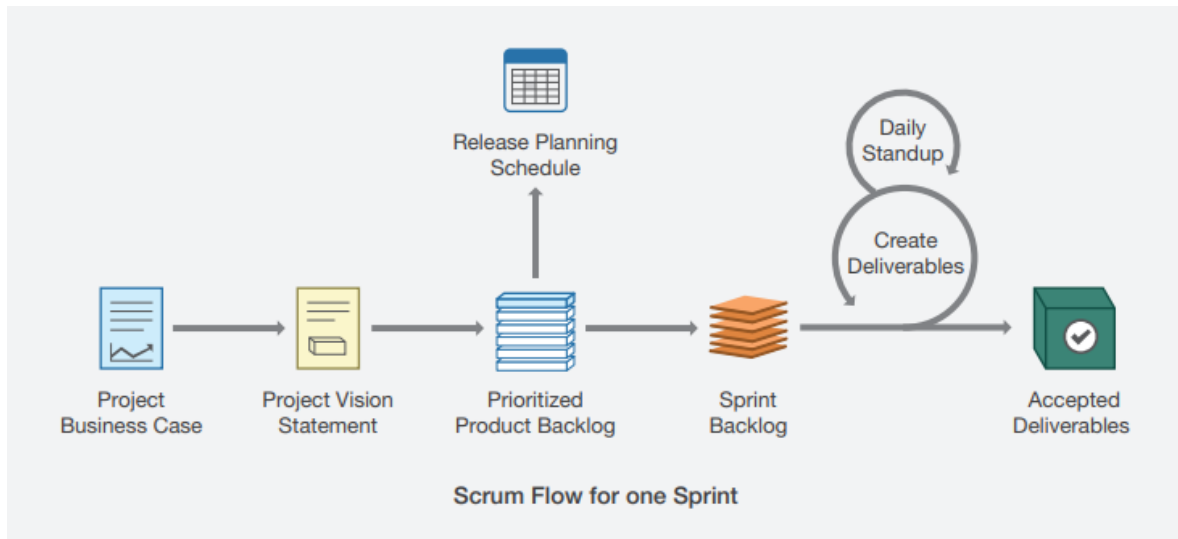 Release Planning
Schedule
Daily
Standup
Create
Deliverables
Project
Business Case
Project Vision
Statement
Prioritized
Product Backlog
Sprint
Backlog
Accepted
Deliverables
Scrum Flow for one Sprint